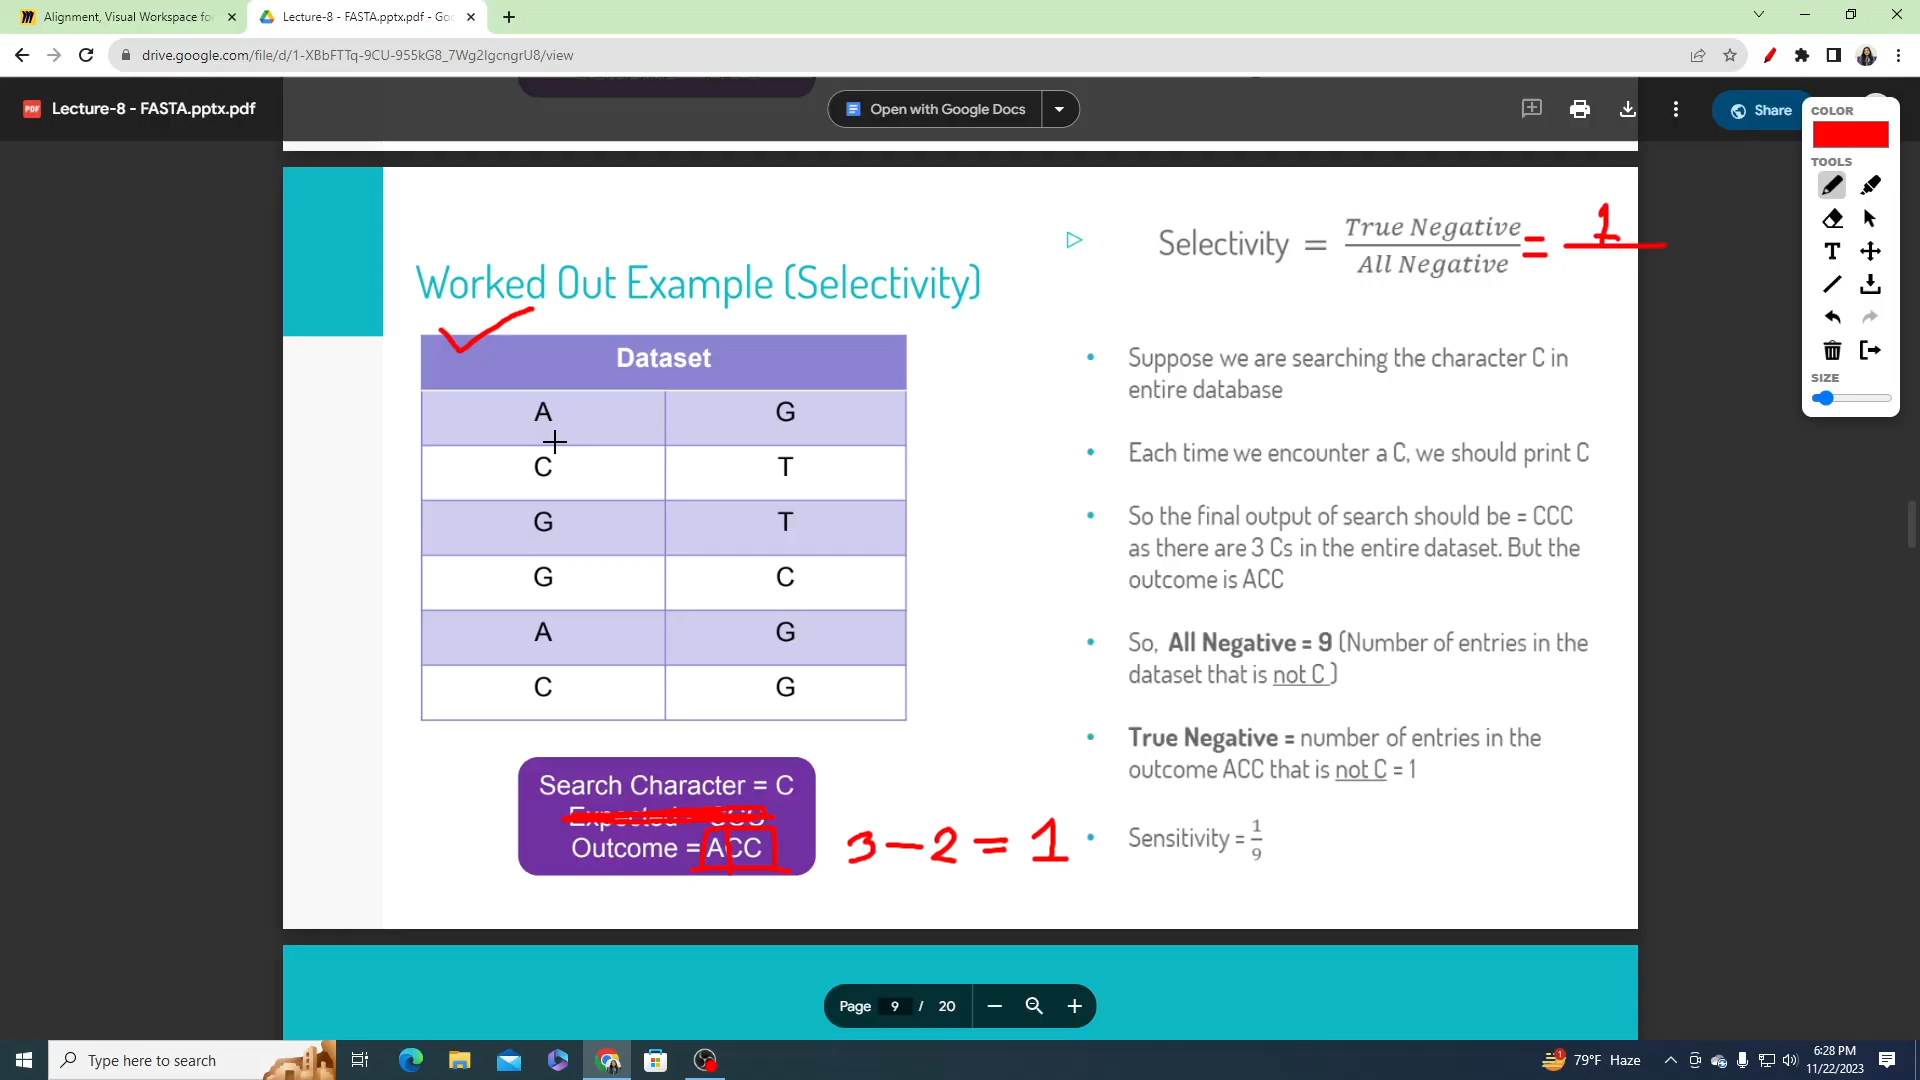 Alignment, Visual Workspace for
Lecture-8 - FASTA.pptx.pdf - Goo
drive.google.com/file/d/1-XBbFTTq-9CU-955kG8_7Wg2IgcngrU8/view
PDF Lecture-8 - FASTA.pptx.pdf
Open with Google Docs
Share
COLOR
TOOLS
T
SIZE
Worked Out Example (Selectivity)
Dataset
A G
C T
G T
G C
A G
C G
Search Character = C
Expected = CCC
Outcome = ACC
3 - 2 = 1
Selectivity = True Negative / All Negative = 1
Suppose we are searching the character C in
entire database
Each time we encounter a C, we should print C
So the final output of search should be = CCC
as there are 3 Cs in the entire dataset. But the
outcome is ACC
So, All Negative = 9 (Number of entries in the
dataset that is not C )
True Negative = number of entries in the
outcome ACC that is not C = 1
Sensitivity = 1/9
Page 9 / 20
Type here to search
79°F Haze
6:28 PM
11/22/2023